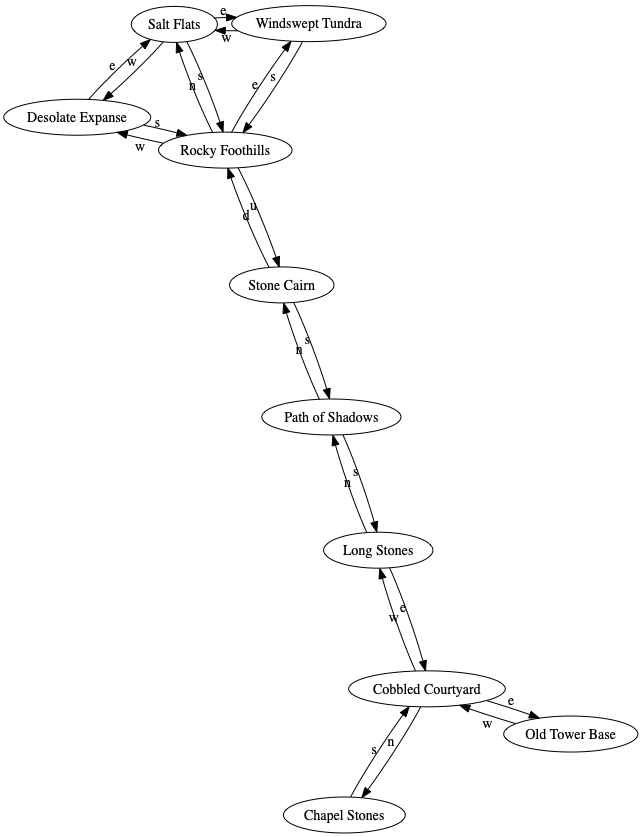 Salt Flats
e
w
Windswept Tundra
e
w
s
n
e
s
Desolate Expanse
s
w
Rocky Foothills
u
d
Stone Cairn
s
n
Path of Shadows
s
n
Long Stones
e
w
Cobbled Courtyard
e
w
Old Tower Base
s
n
Chapel Stones